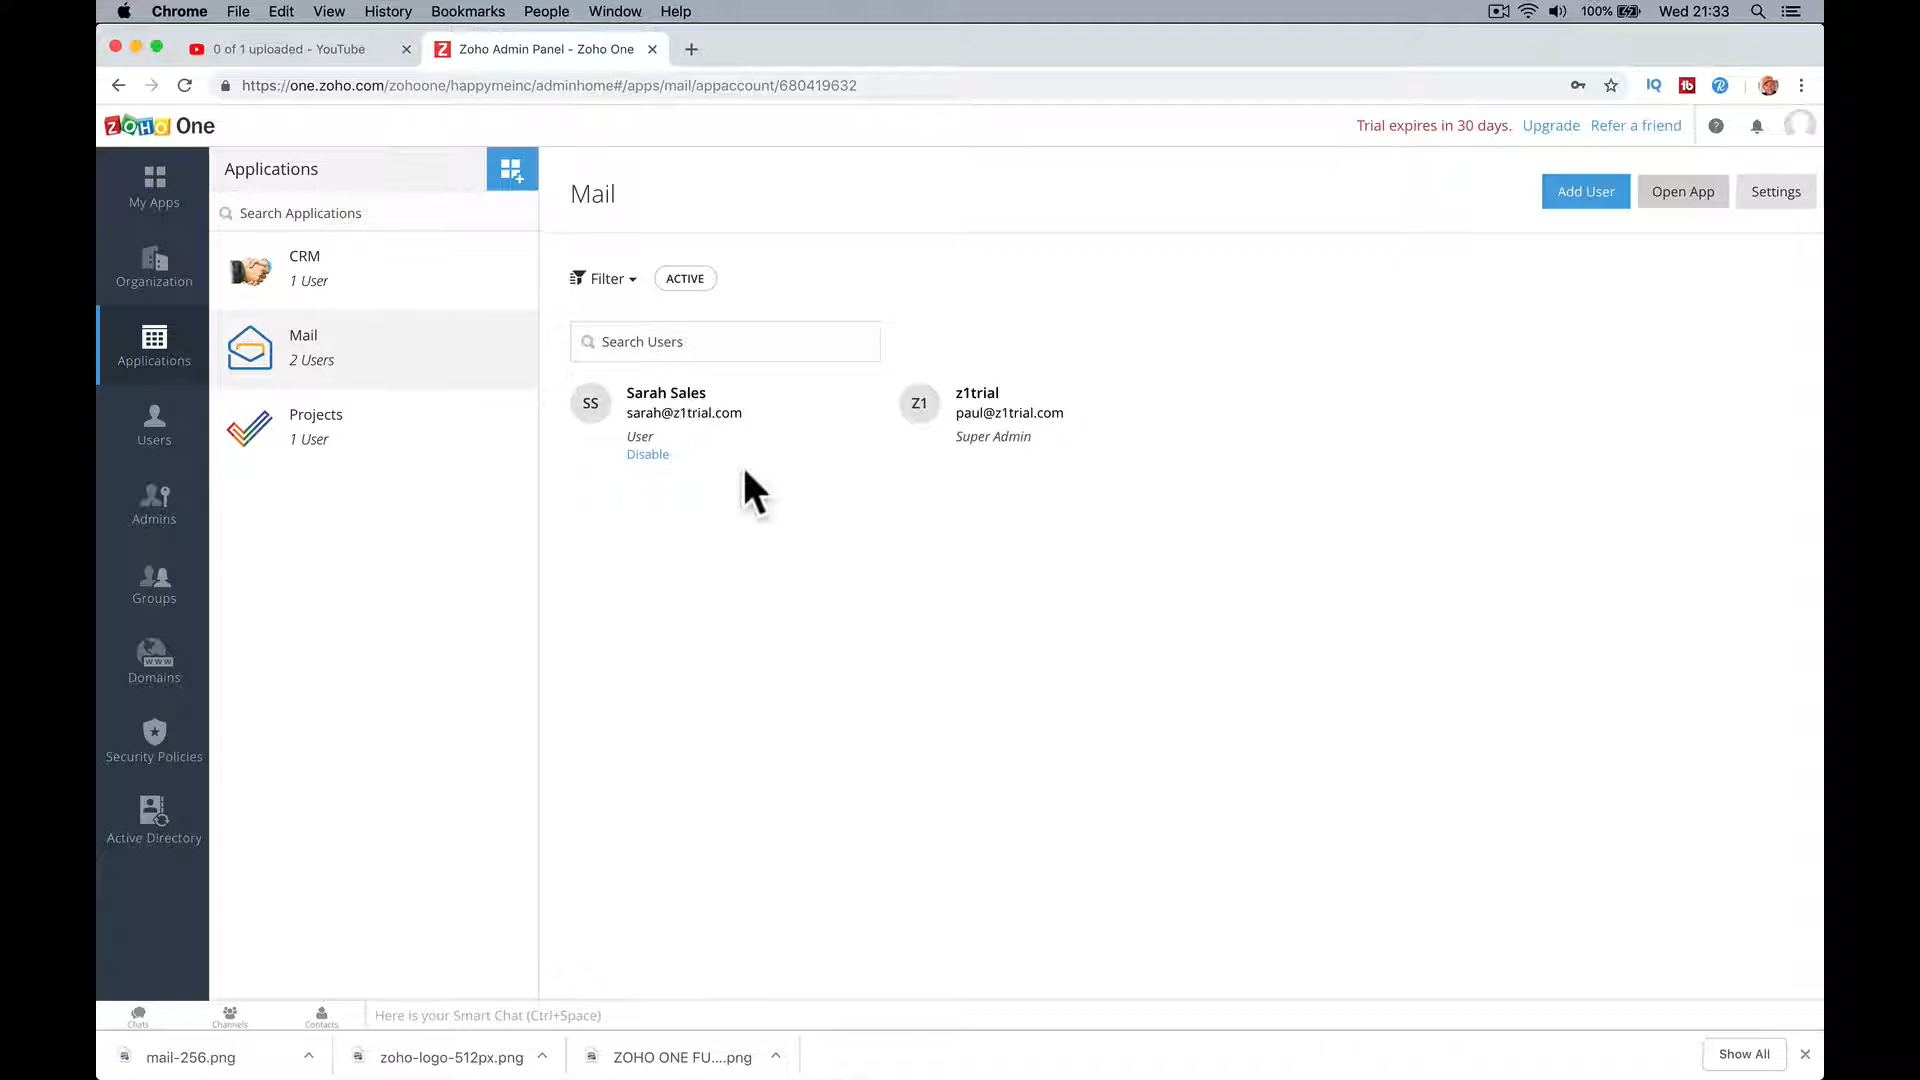 Chrome File Edit View History Bookmarks People Window Help 100% Wed 21:33
0 of 1 uploaded - YouTube Zoho Admin Panel - Zoho One
https://one.zoho.com/zohoone/happymeinc/adminhome#/apps/mail/appaccount/680419632
ZOHO One Trial expires in 30 days. Upgrade Refer a friend
My Apps
Organization
Applications
Users
Admins
Groups
Domains
Security Policies
Active Directory
Applications
Search Applications
CRM
1 User
Mail
2 Users
Projects
1 User
Mail
Add User Open App Settings
Filter ACTIVE
Search Users
SS
Sarah Sales
sarah@z1trial.com
User
Disable
Z1
z1trial
paul@z1trial.com
Super Admin
Chats Channels Contacts Here is your Smart Chat (Ctrl+Space)
mail-256.png zoho-logo-512px.png ZOHO ONE FU....png Show All